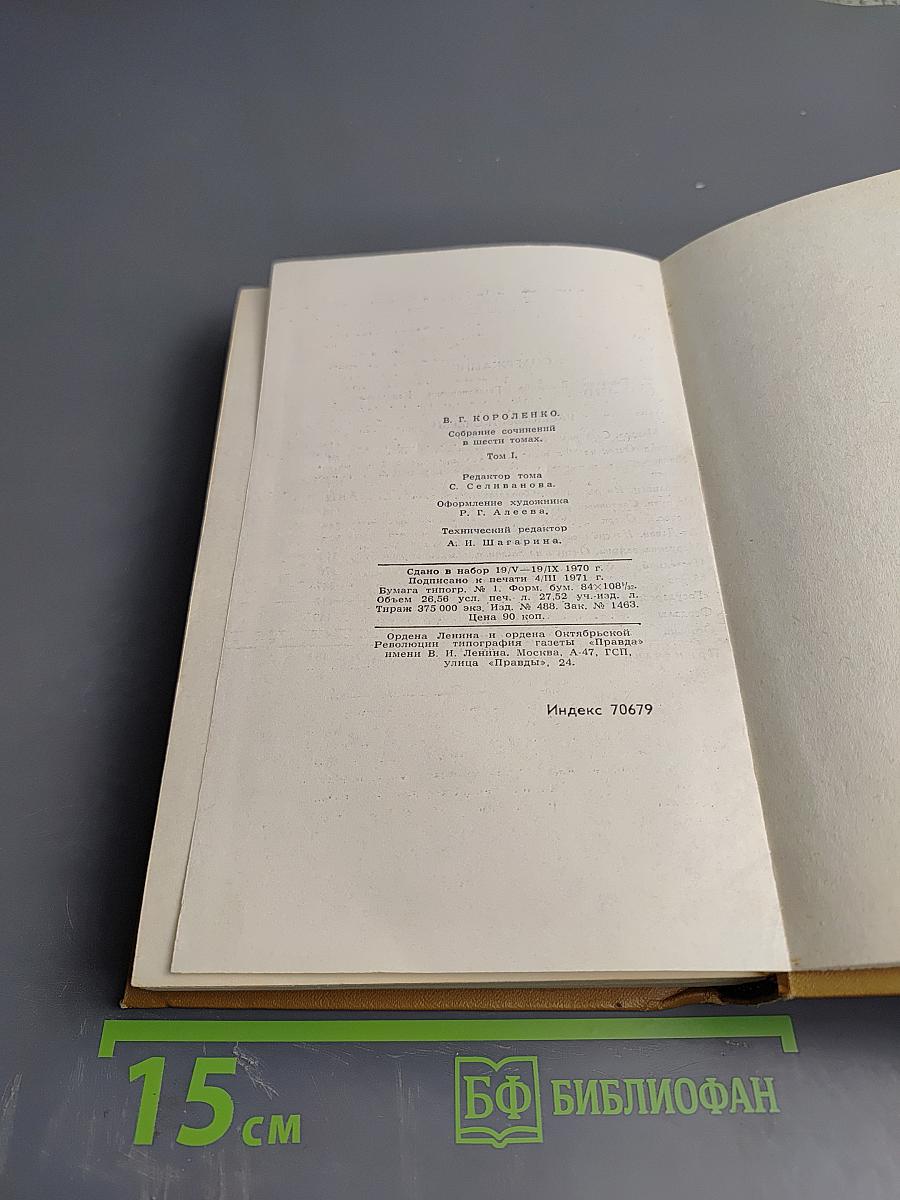 В. Г. КОРОЛЕНКО.
Собрание сочинений
в шести томах.
Том I.
Редактор тома
С. Селиванова.
Оформление художника
Р. Г. Алеева.
Технический редактор
А. И. Шагарина.
Сдано в набор 19/V—19/IX 1970 г.
Подписано к печати 4/III 1971 г.
Бумага типогр. № 1. Форм. бум. 84×108¹/₃₂.
Объем 26,56 усл. печ. л. 27,52 уч.-изд. л.
Тираж 375 000 экз. Изд. № 488. Зак. № 1463.
Цена 90 коп.
Ордена Ленина и ордена Октябрьской
Революции типография газеты «Правда»
имени В. И. Ленина. Москва, А-47, ГСП,
улица «Правды», 24.
Индекс 70679
15 см
БФ БИБЛИОФАН